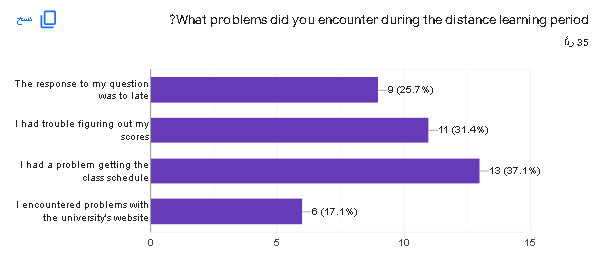 نسخ
?What problems did you encounter during the distance learning period
35 ردًا
The response to my question
was to late
9 (25.7%)
I had trouble figuring out my
scores
11 (31.4%)
I had a problem getting the
class schedule
13 (37.1%)
I encountered problems with
the university's website
6 (17.1%)
0 5 10 15